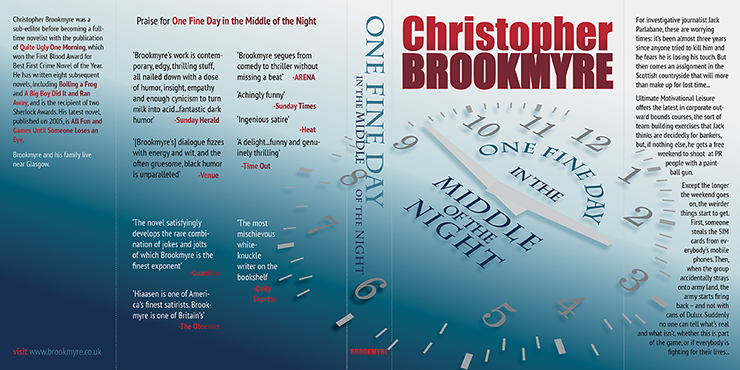 Christopher Brookmyre was a
sub-editor before becoming a full-
time novelist with the publication
of Quite Ugly One Morning, which
won the First Blood Award for
Best First Crime Novel of the Year.
He has written eight subsequent
novels, including Boiling a Frog
and A Big Boy Did It and Ran
Away, and is the recipient of two
Sherlock Awards. His latest novel,
published un 2005, is All Fun and
Games Until Someone Loses an
Eye.
Brookmyre and his family live
near Glasgow.
visit www.brookmyre.co.uk
Praise for One Fine Day in the Middle of the Night
'Brookmyre's work is contem-
porary, edgy, thrilling stuff,
all nailed down with a dose
of humor, insight, empathy
and enough cynicism to turn
milk into acid...fantastic dark
humor' -Sunday Herald
'[Brookmyre's] dialogue fizzes
with energy and wit, and the
often gruesome, black humor
is unparalleled' -Venue
'The novel satisfyingly
develops the rare combi-
nation of jokes and jolts
of which Brookmyre is the
finest exponent'
-Guardian
'Hiaasen is one of Ameri-
ca's finest satirists. Brook-
myre is one of Britain's'
-The Observer
'Brookmyre segues from
comedy to thriller without
missing a beat' -ARENA
'Achingly funny'
-Sunday Times
'Ingenious satire'
-Heat
'A delight...funny and genu-
inely thrilling'
-Time Out
'The most
mischievous
white-
knuckle
writer on the
bookshelf
-Daily
Express
ONE FINE DAY
IN THE MIDDLE
OF THE NIGHT
6
BROOKMYRE
Christopher
BROOKMYRE
10
11
12
1
2
3
4
5
9
8
ONE FINE DAY
IN THE
MIDDLE
OF THE
NIGHT
For investigative journalist Jack
Parlabane, these are worrying
times: it's been almost three years
since anyone tried to kill him and
he fears he is losing his touch. But
then comes an assignment in the
Scottish countryside that will more
than make up for lost time...
Ultimate Motivational Leisure
offers the latest in corporate out-
ward bounds courses, the sort of
team-building exercises that Jack
thinks are decidedly for bankers,
but, if nothing else, he gets a free
weekend to shoot at PR
people with a paint-
ball gun.
Except the longer
the weekend goes
on, the weirder
things start to get.
First, someone
steals the SIM
cards from ev-
erybody's mobile
phones. Then,
when the group
accidentally strays
onto army land, the
army starts firing
back – and not with
cans of Dulux. Suddenly
no one can tell what's real
and what isn't, whether this is part
of the game, or if everybody is
fighting for their lives...